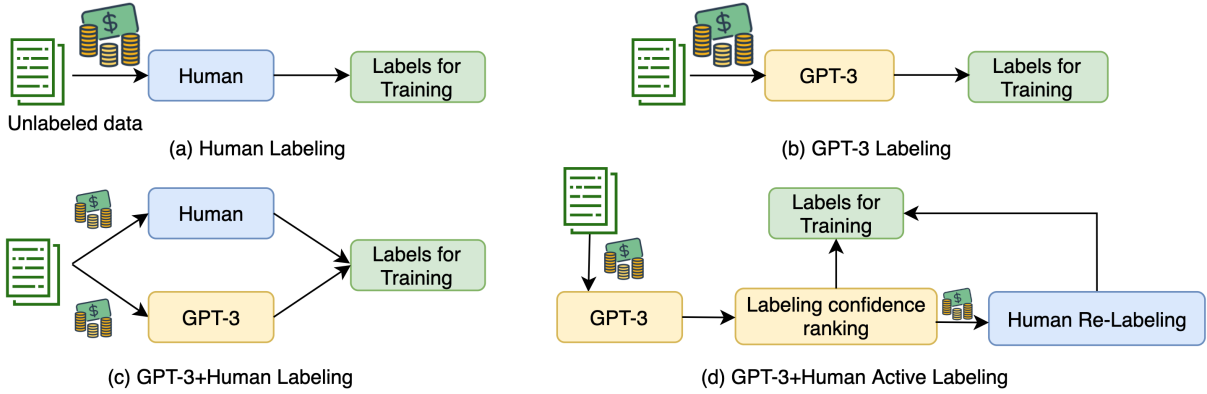 Human
Labels for
Training
Unlabeled data
(a) Human Labeling
GPT-3
Labels for
Training
(b) GPT-3 Labeling
Human
GPT-3
Labels for
Training
(c) GPT-3+Human Labeling
Labels for
Training
GPT-3
Labeling confidence
ranking
Human Re-Labeling
(d) GPT-3+Human Active Labeling